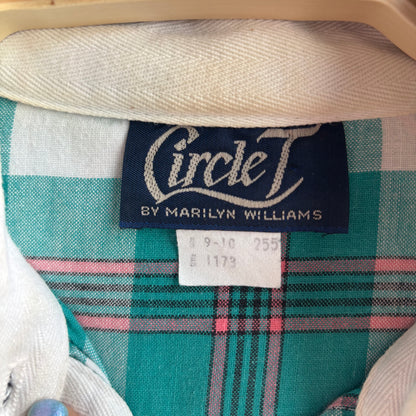 Circle T
BY MARILYN WILLIAMS
9-10 255
1173